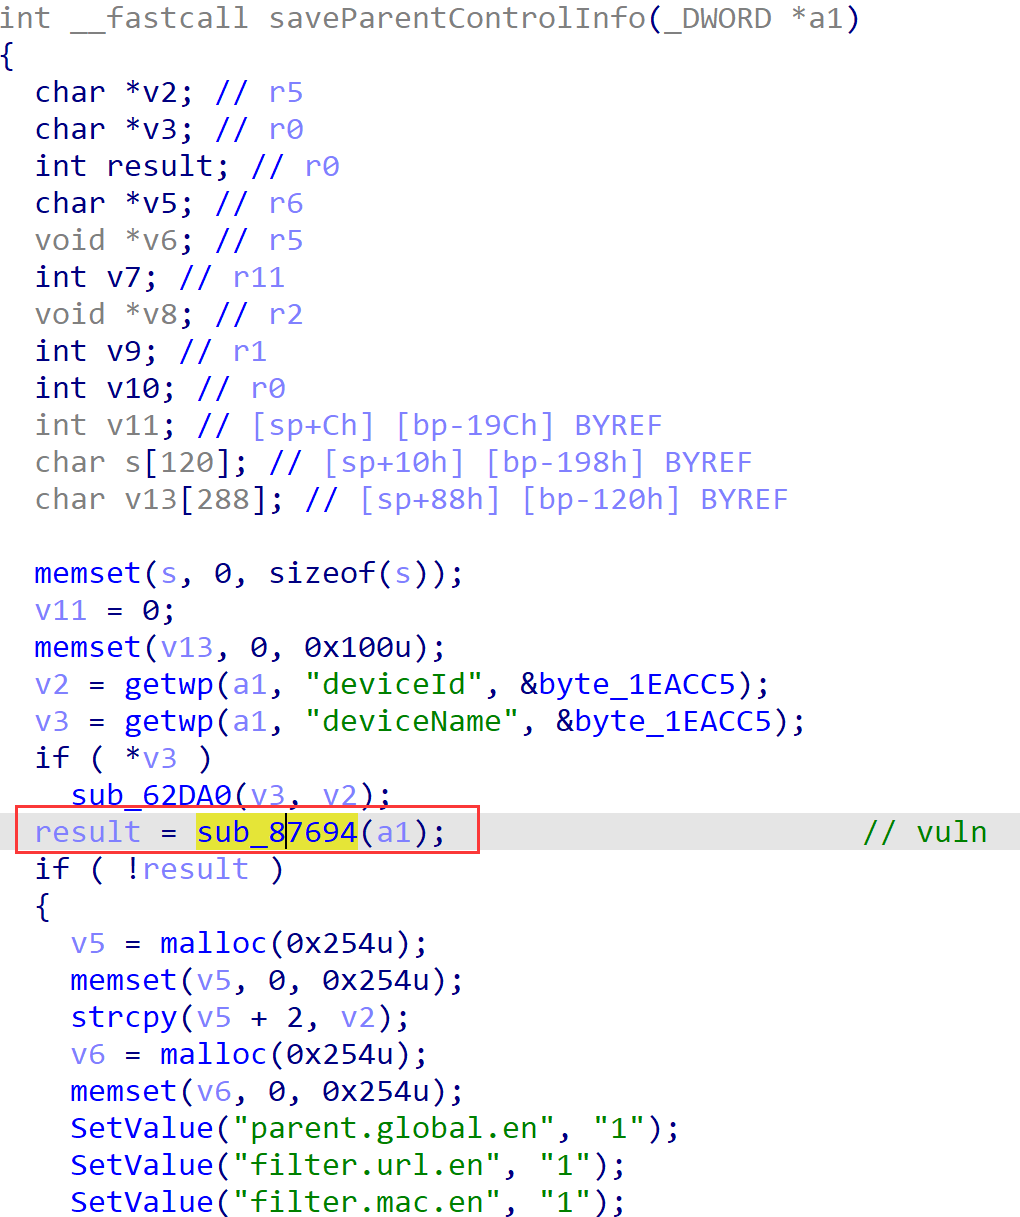 int __fastcall saveParentControlInfo(_DWORD *a1)
{
  char *v2; // r5
  char *v3; // r0
  int result; // r0
  char *v5; // r6
  void *v6; // r5
  int v7; // r11
  void *v8; // r2
  int v9; // r1
  int v10; // r0
  int v11; // [sp+Ch] [bp-19Ch] BYREF
  char s[120]; // [sp+10h] [bp-198h] BYREF
  char v13[288]; // [sp+88h] [bp-120h] BYREF

  memset(s, 0, sizeof(s));
  v11 = 0;
  memset(v13, 0, 0x100u);
  v2 = getwp(a1, "deviceId", &byte_1EACC5);
  v3 = getwp(a1, "deviceName", &byte_1EACC5);
  if ( *v3 )
    sub_62DA0(v3, v2);
  result = sub_87694(a1);                       // vuln
  if ( !result )
  {
    v5 = malloc(0x254u);
    memset(v5, 0, 0x254u);
    strcpy(v5 + 2, v2);
    v6 = malloc(0x254u);
    memset(v6, 0, 0x254u);
    SetValue("parent.global.en", "1");
    SetValue("filter.url.en", "1");
    SetValue("filter.mac.en", "1");